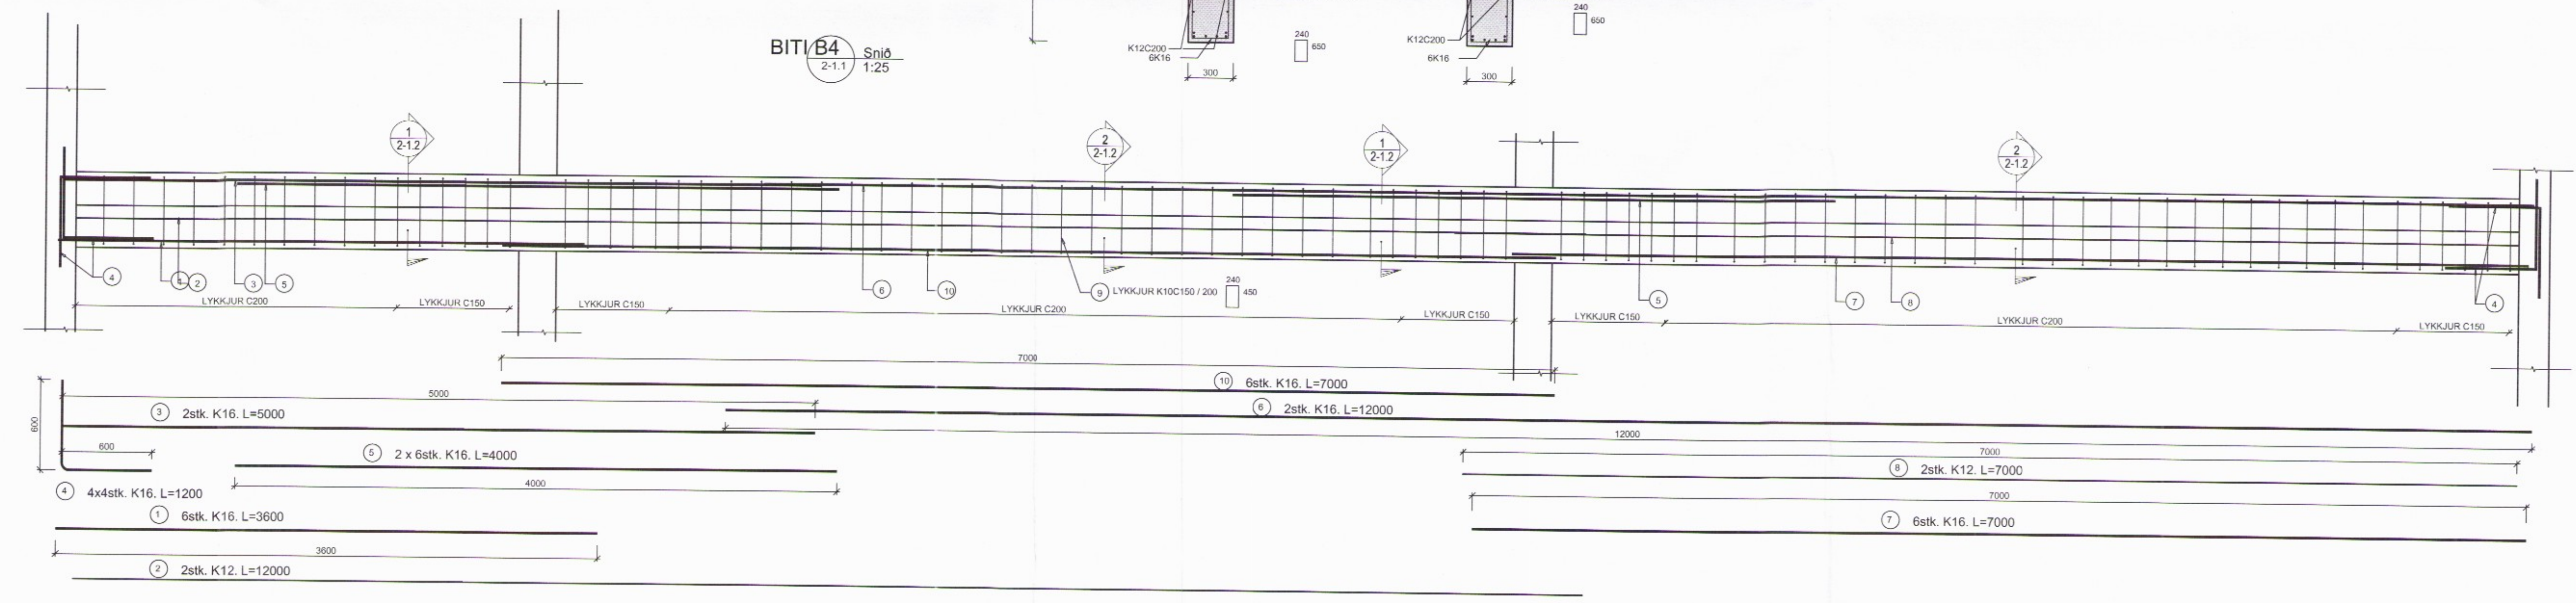 BITI B4
2-1.1
Snið
1:25
K12C200
6K16
300
240
650
K12C200
6K16
300
240
650
1
2-1.2
2
2-1.2
1
2-1.2
2
2-1.2
4
1
2
3
5
6
10
9
LYKKJUR K10C150 / 200
240
450
5
7
8
4
LYKKJUR C200
LYKKJUR C150
LYKKJUR C150
LYKKJUR C200
LYKKJUR C150
LYKKJUR C150
LYKKJUR C200
LYKKJUR C150
7000
10 6stk. K16. L=7000
5000
3 2stk. K16. L=5000
6 2stk. K16. L=12000
12000
600
600
5 2 x 6stk. K16. L=4000
4000
7000
8 2stk. K12. L=7000
4 4x4stk. K16. L=1200
7000
1 6stk. K16. L=3600
7 6stk. K16. L=7000
3600
2 2stk. K12. L=12000